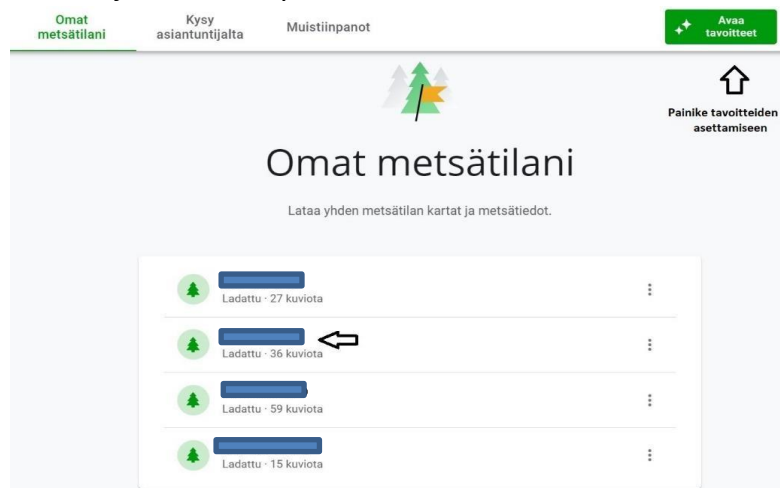 Omat
metsätilani
Kysy
asiantuntijalta
Muistiinpanot
Avaa
tavoitteet
Painike tavoitteiden
asettamiseen
Omat metsätilani
Lataa yhden metsätilan kartat ja metsätiedot.
Ladattu · 27 kuviota
Ladattu · 36 kuviota
Ladattu · 59 kuviota
Ladattu · 15 kuviota